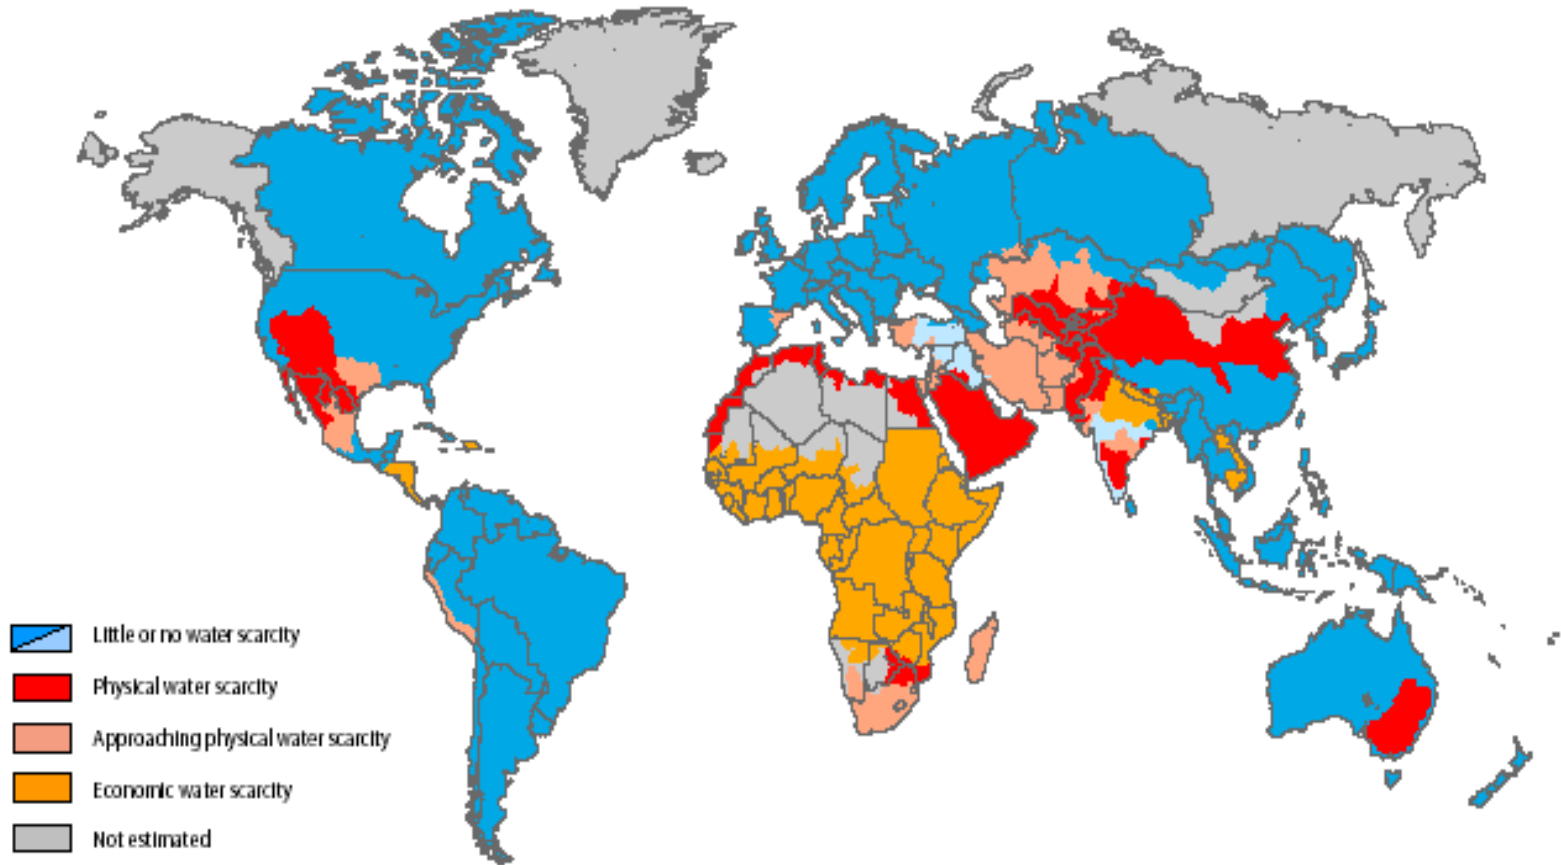 Little or no water scarcity
Physical water scarcity
Approaching physical water scarcity
Economic water scarcity
Not estimated